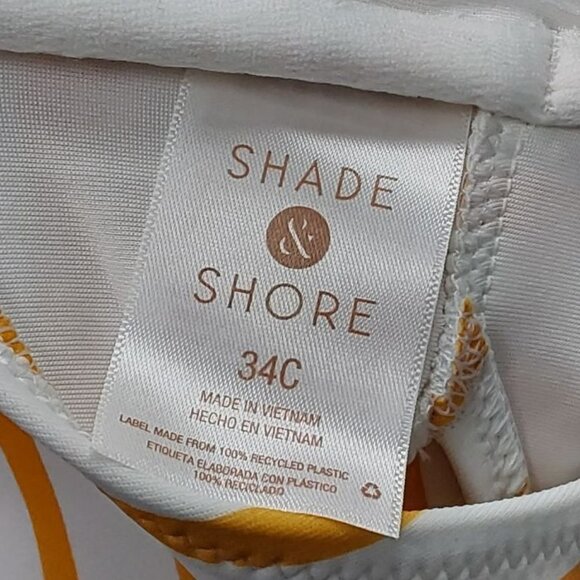 SHADE
&
SHORE
34C
MADE IN VIETNAM
HECHO EN VIETNAM
LABEL MADE FROM 100% RECYCLED PLASTIC
ETIQUETA ELABORADA CON PLÁSTICO
100% RECICLADO